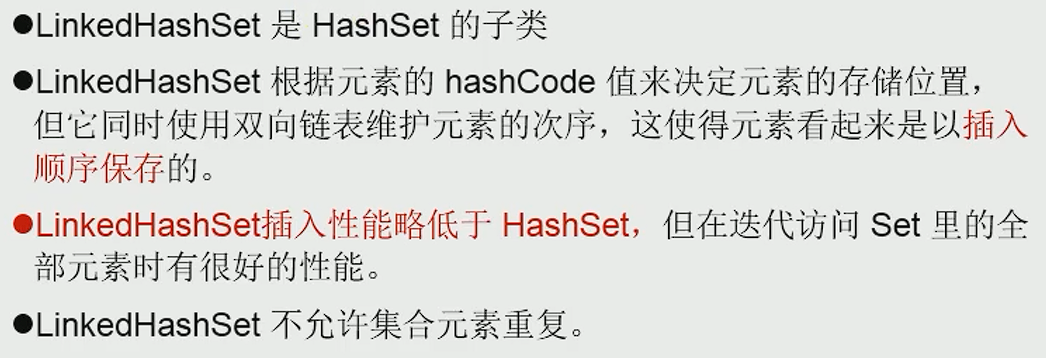 ●LinkedHashSet 是 HashSet 的子类
●LinkedHashSet 根据元素的 hashCode 值来决定元素的存储位置，
但它同时使用双向链表维护元素的次序，这使得元素看起来是以插入
顺序保存的。
●LinkedHashSet插入性能略低于 HashSet，但在迭代访问 Set 里的全
部元素时有很好的性能。
●LinkedHashSet 不允许集合元素重复。